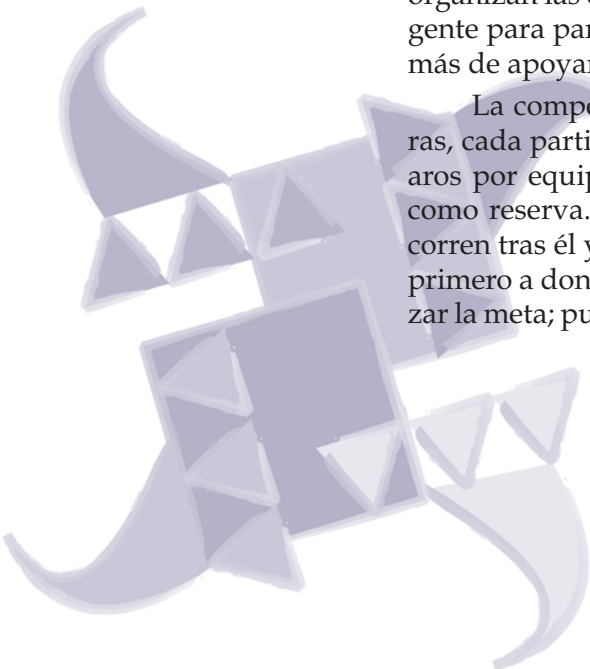 organizan las
gente para par
más de apoyar
La compe
ras, cada parti
aros por equip
como reserva.
corren tras él y
primero a don
zar la meta; pu